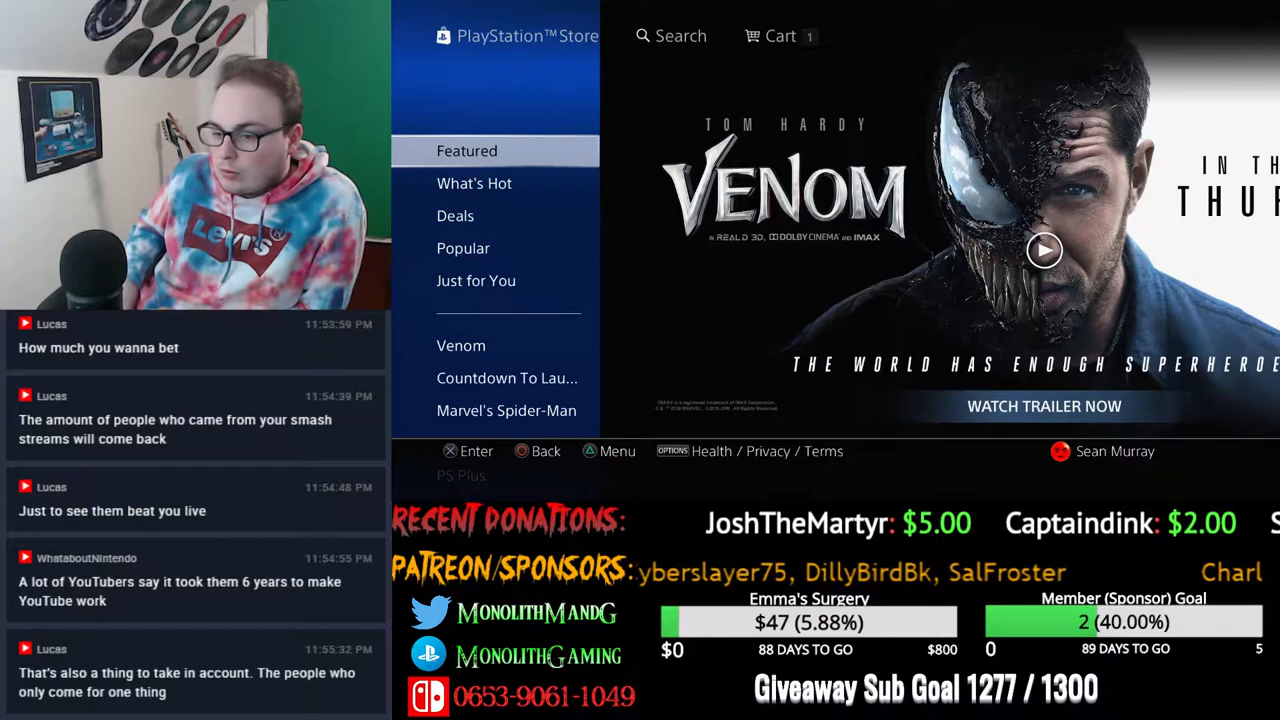 LEVI'S
®
Lucas 11:53:59 PM
How much you wanna bet
Lucas 11:54:39 PM
The amount of people who came from your smash
streams will come back
Lucas 11:54:48 PM
Just to see them beat you live
WhataboutNintendo 11:54:55 PM
A lot of YouTubers say it took them 6 years to make
YouTube work
Lucas 11:55:32 PM
That's also a thing to take in account. The people who
only come for one thing
PlayStation™Store
Search
Cart 1
Featured
What's Hot
Deals
Popular
Just for You
Venom
Countdown To Lau...
Marvel's Spider-Man
PS Plus
TOM HARDY
VENOM
IN REAL D 3D, DOLBY CINEMA AND IMAX
IN TH
THUR
THE WORLD HAS ENOUGH SUPERHEROE
WATCH TRAILER NOW
Enter
Back
Menu
OPTIONS Health / Privacy / Terms
Sean Murray
RECENT DONATIONS: JoshTheMartyr: $5.00 Captaindink: $2.00 S
PATREON/SPONSORS: yberslayer75, DillyBirdBk, SalFroster Charl
MonolithMandG
MonolithGaming
0653-9061-1049
Emma's Surgery
$47 (5.88%)
$0 88 DAYS TO GO $800
Member (Sponsor) Goal
2 (40.00%)
0 89 DAYS TO GO 5
Giveaway Sub Goal 1277 / 1300